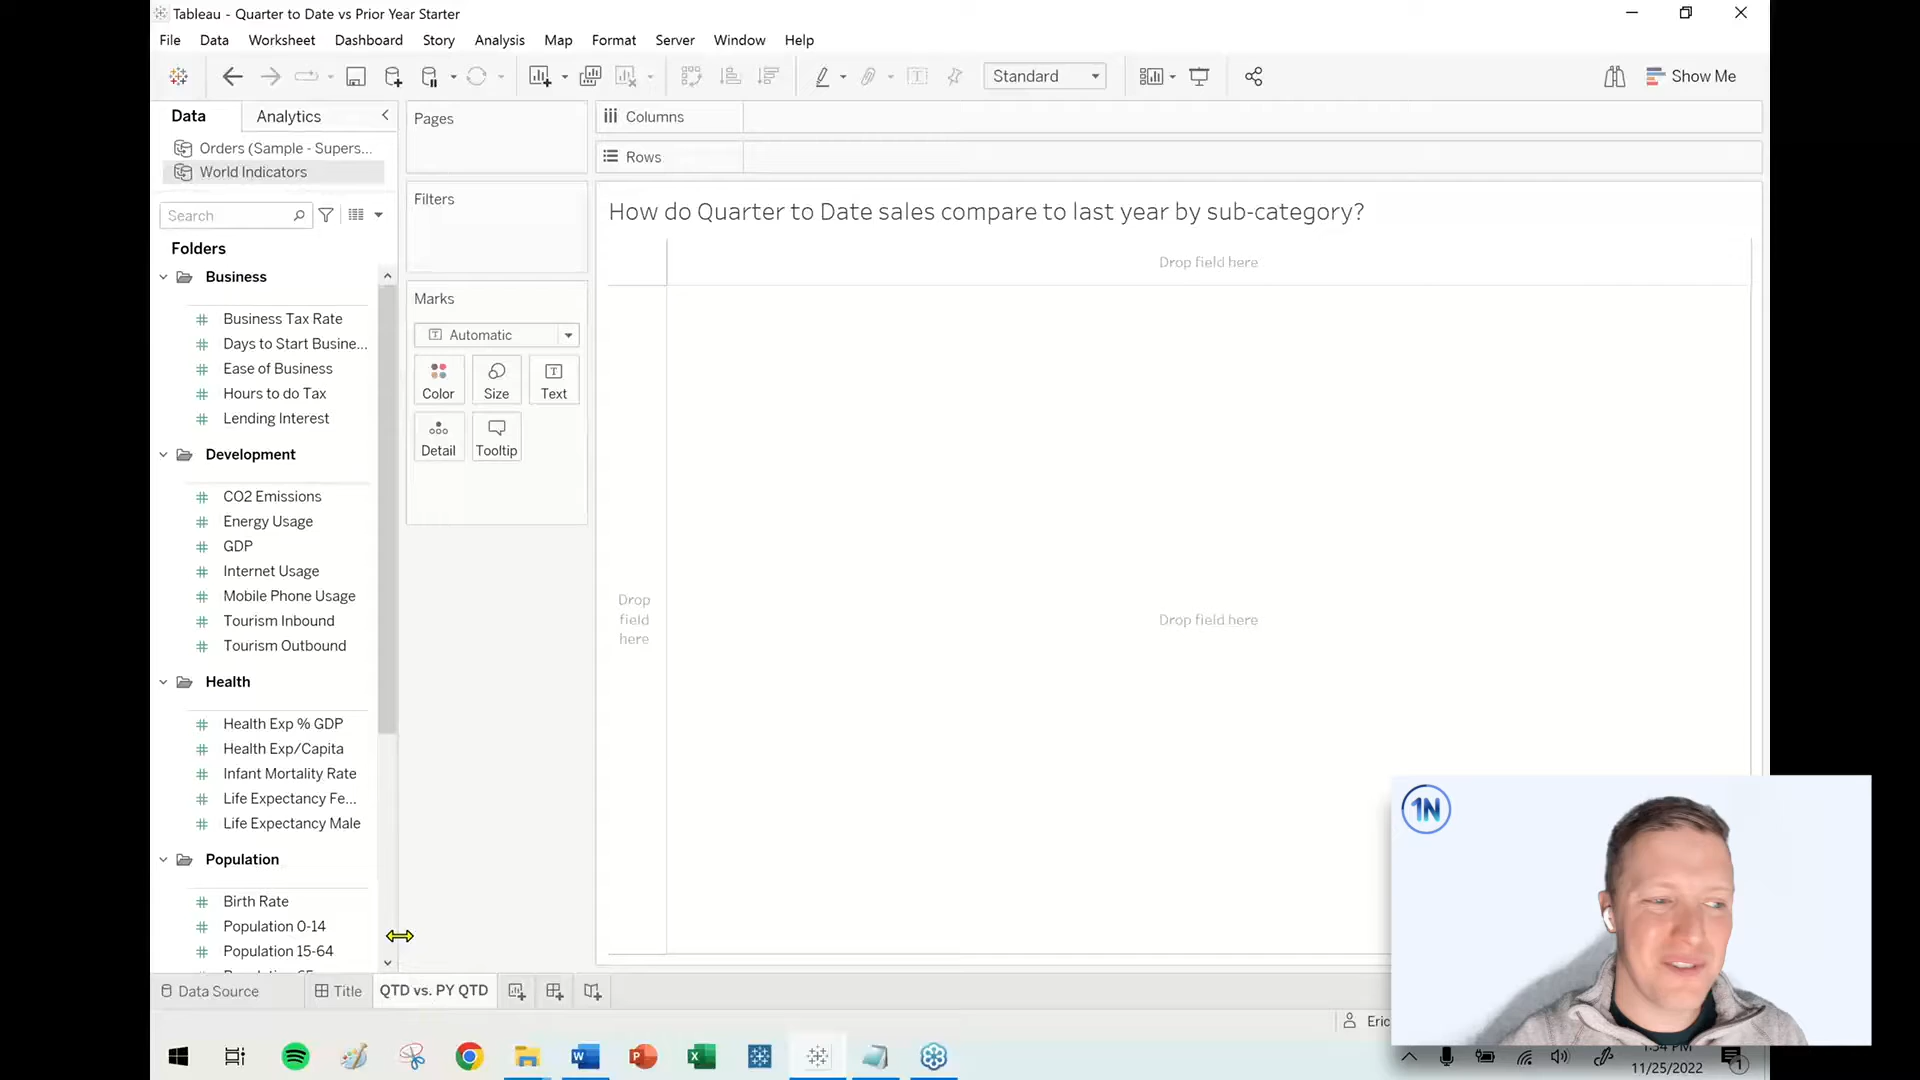 Tableau - Quarter to Date vs Prior Year Starter
File Data Worksheet Dashboard Story Analysis Map Format Server Window Help
Standard
Show Me
Data
Analytics
Orders (Sample - Supers...
World Indicators
Search
Folders
Business
Business Tax Rate
Days to Start Busine...
Ease of Business
Hours to do Tax
Lending Interest
Development
CO2 Emissions
Energy Usage
GDP
Internet Usage
Mobile Phone Usage
Tourism Inbound
Tourism Outbound
Health
Health Exp % GDP
Health Exp/Capita
Infant Mortality Rate
Life Expectancy Fe...
Life Expectancy Male
Population
Birth Rate
Population 0-14
Population 15-64
Pages
Filters
Marks
Automatic
Color
Size
Text
Detail
Tooltip
Columns
Rows
How do Quarter to Date sales compare to last year by sub-category?
Drop field here
Drop
field
here
Drop field here
1N
Data Source
Title
QTD vs. PY QTD
Eric
11/25/2022
1